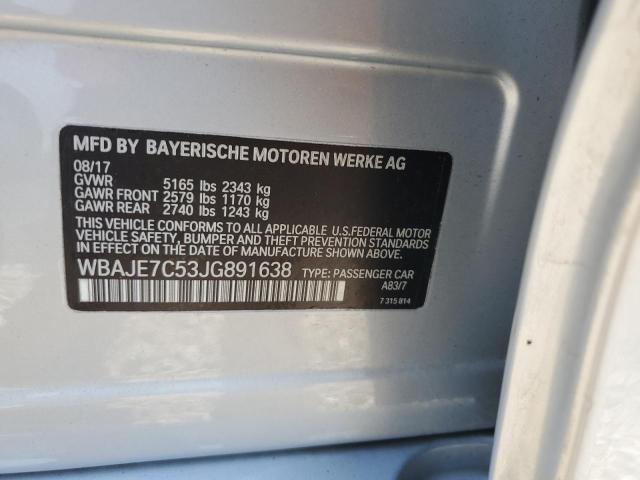 MFD BY BAYERISCHE MOTOREN WERKE AG
08/17
GVWR 5165 lbs 2343 kg
GAWR FRONT 2579 lbs 1170 kg
GAWR REAR 2740 lbs 1243 kg
THIS VEHICLE CONFORMS TO ALL APPLICABLE U.S.FEDERAL MOTOR
VEHICLE SAFETY, BUMPER, AND THEFT PREVENTION STANDARDS
IN EFFECT ON THE DATE OF MANUFACTURE SHOWN ABOVE.
WBAJE7C53JG891638 TYPE: PASSENGER CAR
A83/7
7 315 814